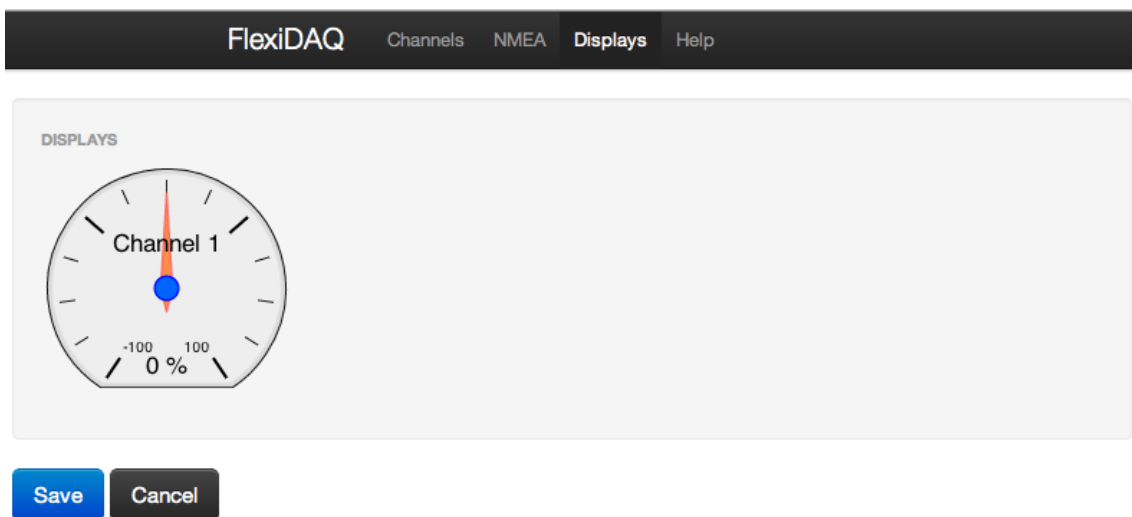 FlexiDAQ Channels NMEA Displays Help
DISPLAYS
Channel 1
-100 100
0 %
Save Cancel